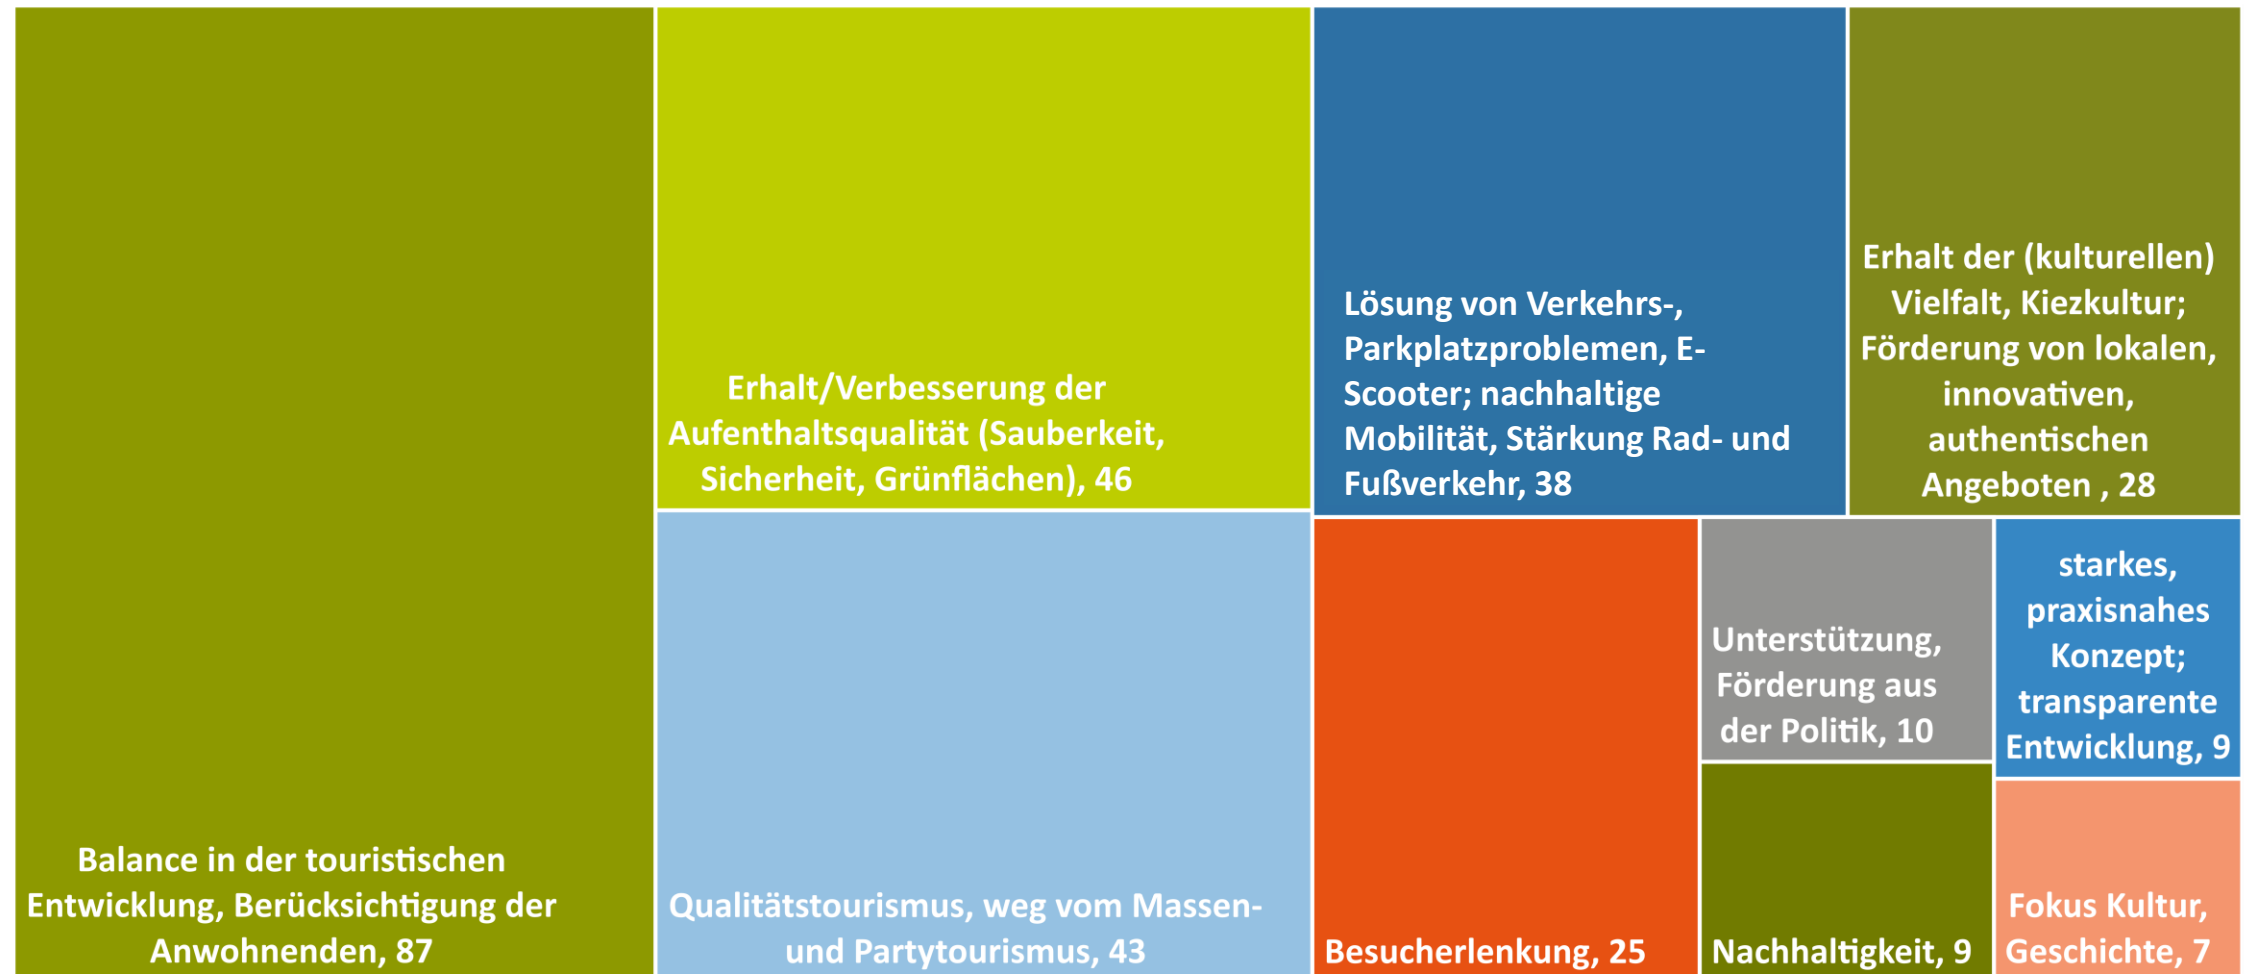 Balance in der touristischen
Entwicklung, Berücksichtigung der
Anwohnenden, 87
Erhalt/Verbesserung der
Aufenthaltsqualität (Sauberkeit,
Sicherheit, Grünflächen), 46
Qualitätstourismus, weg vom Massen-
und Partytourismus, 43
Lösung von Verkehrs-,
Parkplatzproblemen, E-
Scooter; nachhaltige
Mobilität, Stärkung Rad- und
Fußverkehr, 38
Erhalt der (kulturellen)
Vielfalt, Kiezkultur;
Förderung von lokalen,
innovativen,
authentischen
Angeboten , 28
Besucherlenkung, 25
Unterstützung,
Förderung aus
der Politik, 10
Nachhaltigkeit, 9
starkes,
praxisnahes
Konzept;
transparente
Entwicklung, 9
Fokus Kultur,
Geschichte, 7